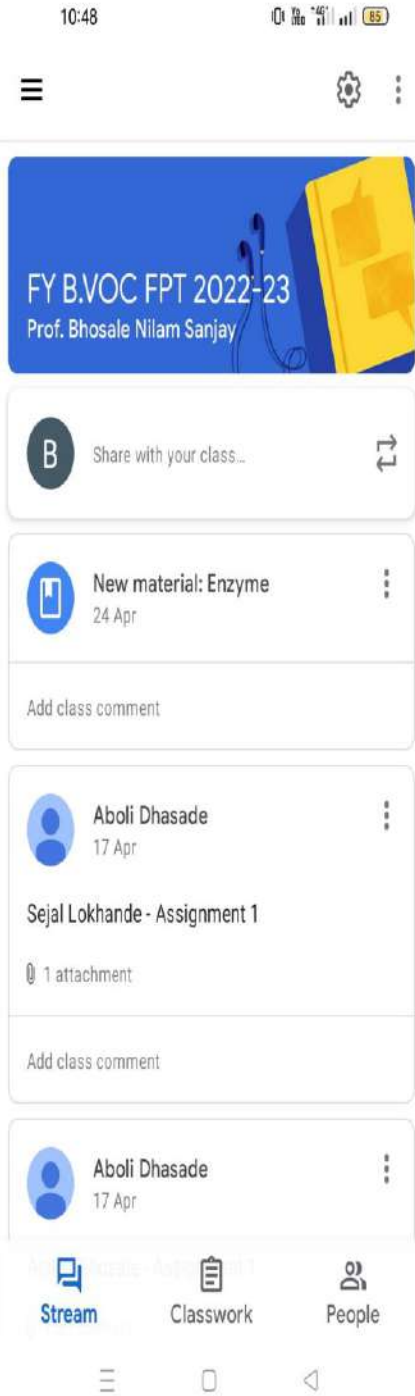 10:48
4G
85
FY B.VOC FPT 2022-23
Prof. Bhosale Nilam Sanjay
B
Share with your class...
New material: Enzyme
24 Apr
Add class comment
Aboli Dhasade
17 Apr
Sejal Lokhande - Assignment 1
1 attachment
Add class comment
Aboli Dhasade
17 Apr
Stream
Classwork
People